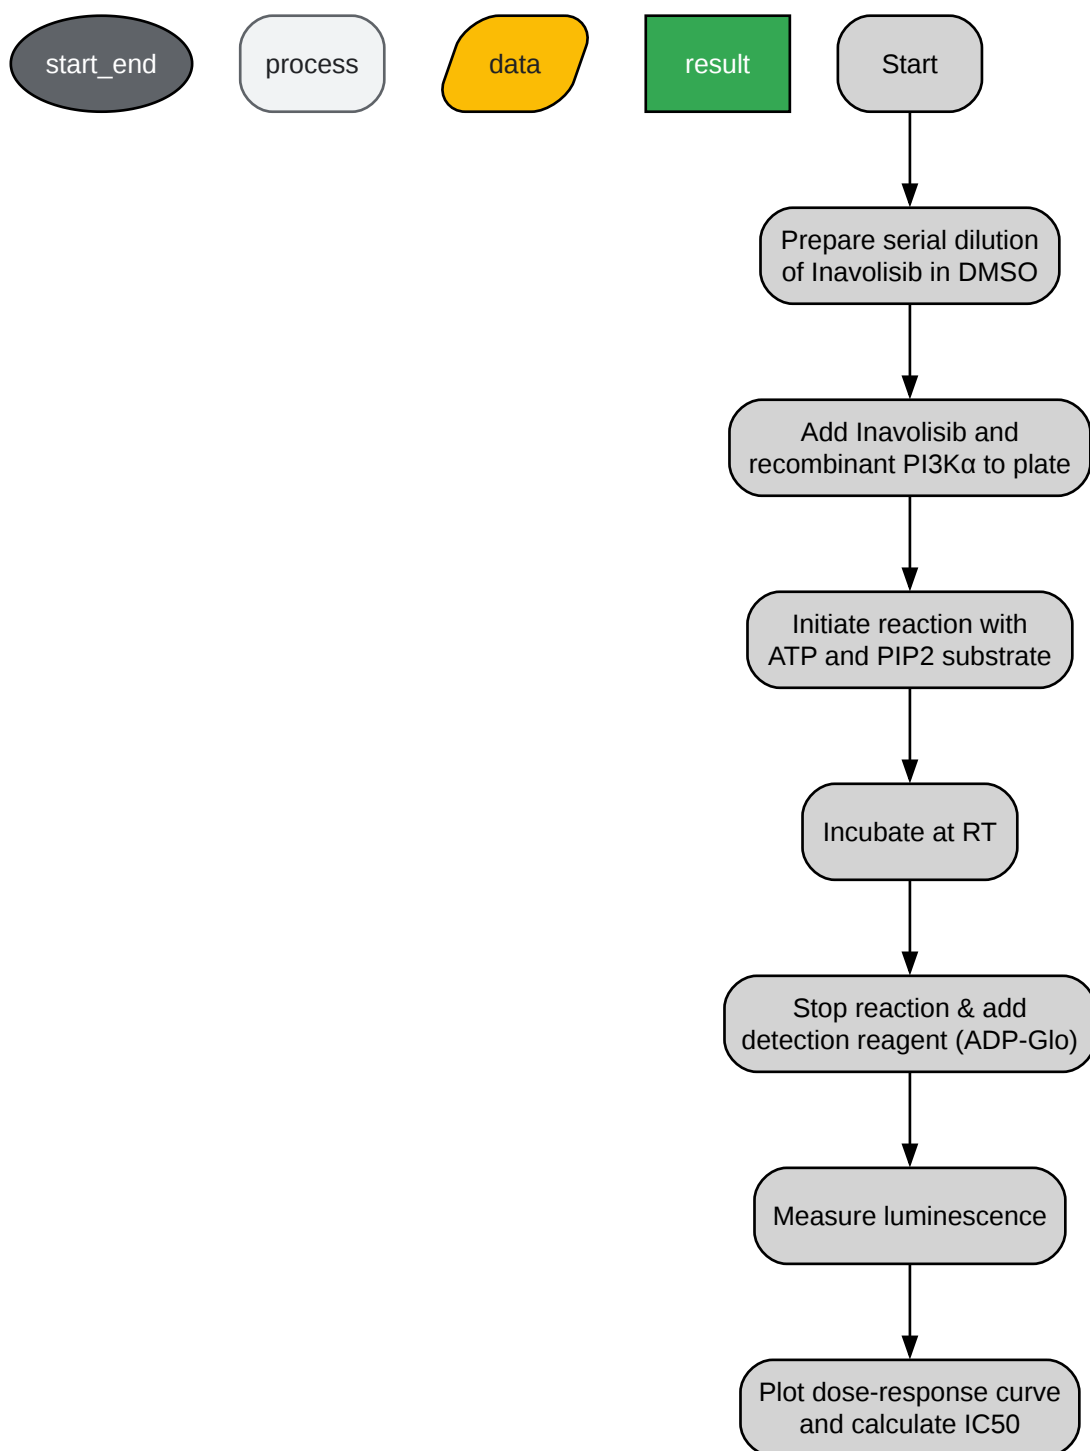 start_end
process
data
result
Start
Prepare serial dilution
of Inavolisib in DMSO
Add Inavolisib and
recombinant PI3Kα to plate
Initiate reaction with
ATP and PIP2 substrate
Incubate at RT
Stop reaction & add
detection reagent (ADP-Glo)
Measure luminescence
Plot dose-response curve
and calculate IC50